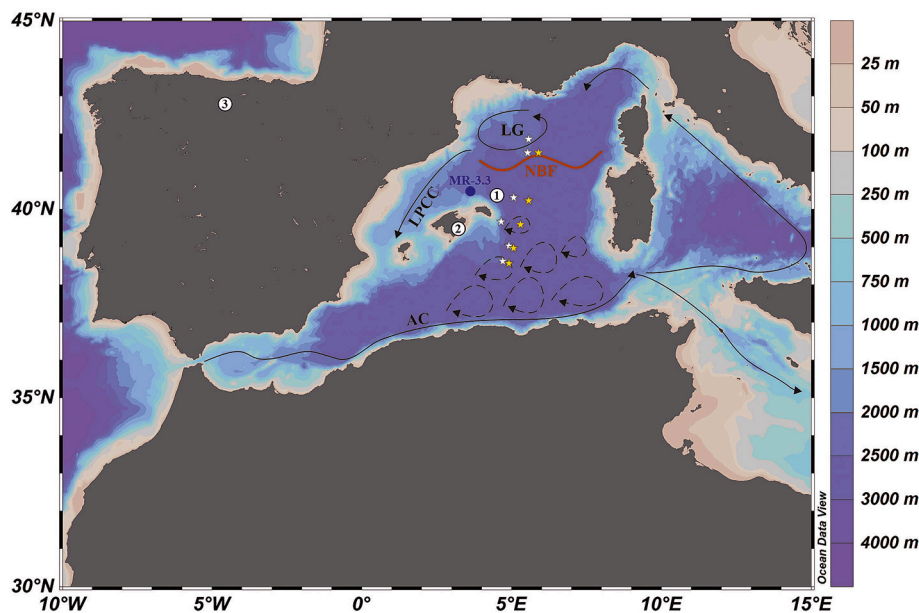 45°N
40°N
35°N
30°N
10°W
5°W
0°
5°E
10°E
15°E
3
LG
NBF
MR-3.3
1
LPCC
2
AC
25 m
50 m
100 m
250 m
500 m
750 m
1000 m
1500 m
2000 m
2500 m
3000 m
4000 m
Ocean Data View